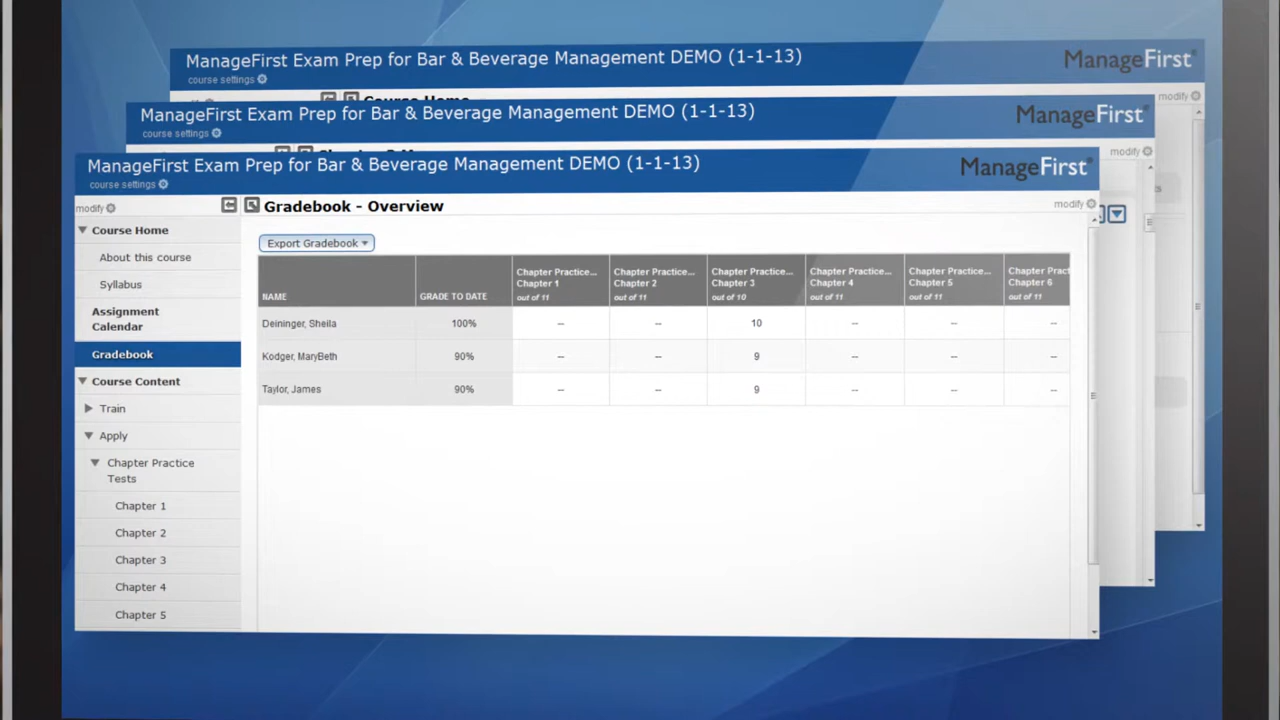 ManageFirst Exam Prep for Bar & Beverage Management DEMO (1-1-13)
ManageFirst®
course settings
modify
Course Home
ManageFirst Exam Prep for Bar & Beverage Management DEMO (1-1-13)
ManageFirst®
course settings
modify
ManageFirst Exam Prep for Bar & Beverage Management DEMO (1-1-13)
ManageFirst®
course settings
modify
Gradebook - Overview
modify
Course Home
About this course
Syllabus
Assignment
Calendar
Gradebook
Course Content
Train
Apply
Chapter Practice
Tests
Chapter 1
Chapter 2
Chapter 3
Chapter 4
Chapter 5
Export Gradebook
NAME
GRADE TO DATE
Chapter Practice...
Chapter 1
out of 11
Chapter Practice...
Chapter 2
out of 11
Chapter Practice...
Chapter 3
out of 10
Chapter Practice...
Chapter 4
out of 11
Chapter Practice...
Chapter 5
out of 11
Chapter Pract
Chapter 6
out of 11
Deininger, Sheila 100% -- -- 10 -- -- --
Kodger, MaryBeth 90% -- -- 9 -- -- --
Taylor, James 90% -- -- 9 -- -- --